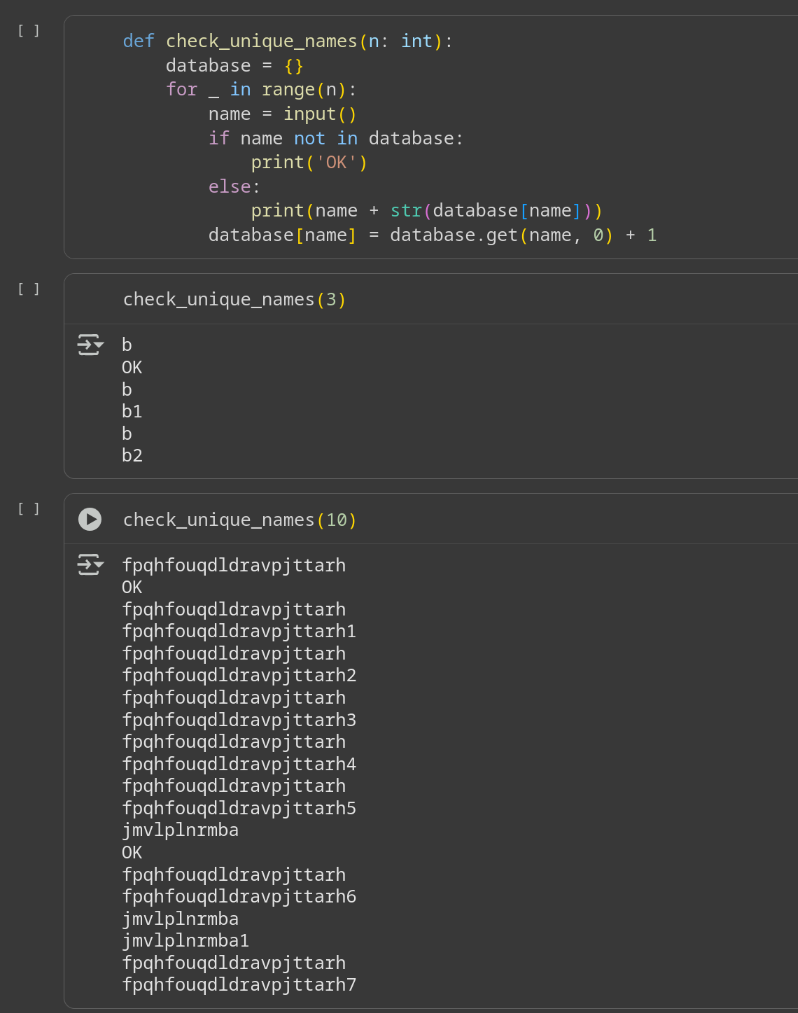 [ ]
def check_unique_names(n: int):
    database = {}
    for _ in range(n):
        name = input()
        if name not in database:
            print('OK')
        else:
            print(name + str(database[name]))
        database[name] = database.get(name, 0) + 1
[ ]
check_unique_names(3)
b
OK
b
b1
b
b2
[ ]
check_unique_names(10)
fpqhfouqdldravpjttarh
OK
fpqhfouqdldravpjttarh
fpqhfouqdldravpjttarh1
fpqhfouqdldravpjttarh
fpqhfouqdldravpjttarh2
fpqhfouqdldravpjttarh
fpqhfouqdldravpjttarh3
fpqhfouqdldravpjttarh
fpqhfouqdldravpjttarh4
fpqhfouqdldravpjttarh
fpqhfouqdldravpjttarh5
jmvlplnrmba
OK
fpqhfouqdldravpjttarh
fpqhfouqdldravpjttarh6
jmvlplnrmba
jmvlplnrmba1
fpqhfouqdldravpjttarh
fpqhfouqdldravpjttarh7